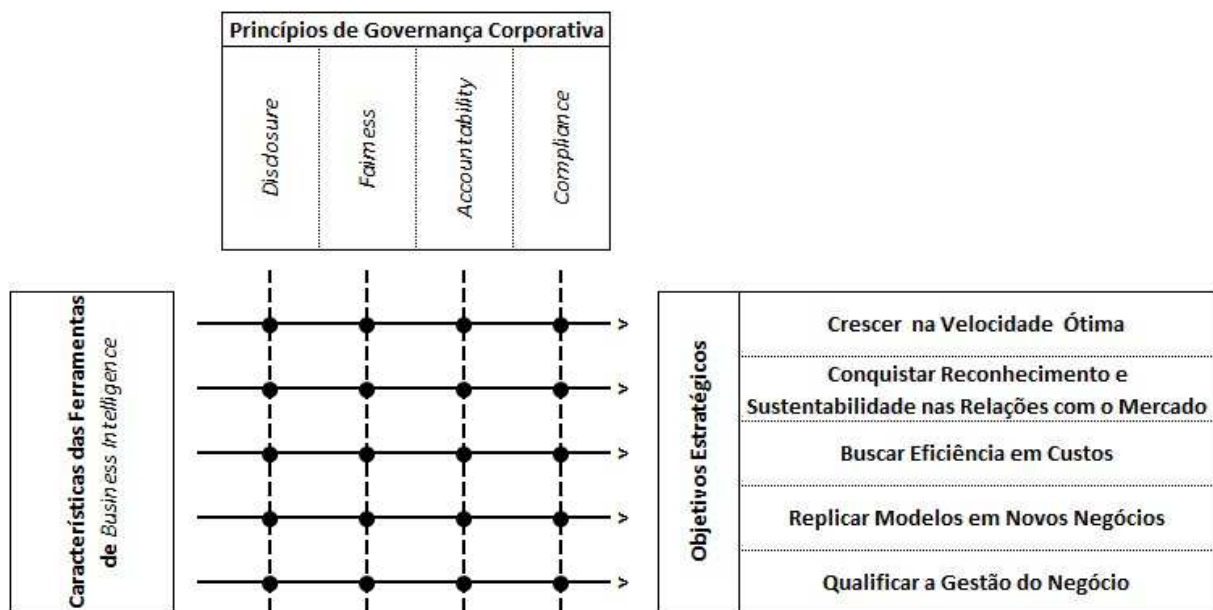 Princípios de Governança Corporativa
Disclosure
Fairness
Accountability
Compliance
Características das Ferramentas
de Business Intelligence
Objetivos Estratégicos
Crescer na Velocidade Ótima
Conquistar Reconhecimento e
Sustentabilidade nas Relações com o Mercado
Buscar Eficiência em Custos
Replicar Modelos em Novos Negócios
Qualificar a Gestão do Negócio